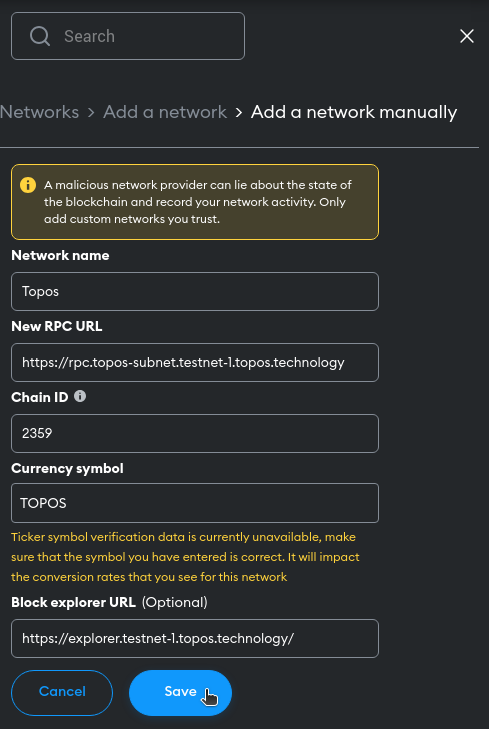 Search
Networks > Add a network > Add a network manually
A malicious network provider can lie about the state of
the blockchain and record your network activity. Only
add custom networks you trust.
Network name
Topos
New RPC URL
https://rpc.topos-subnet.testnet-1.topos.technology
Chain ID
2359
Currency symbol
TOPOS
Ticker symbol verification data is currently unavailable, make
sure that the symbol you have entered is correct. It will impact
the conversion rates that you see for this network
Block explorer URL (Optional)
https://explorer.testnet-1.topos.technology/
Cancel
Save